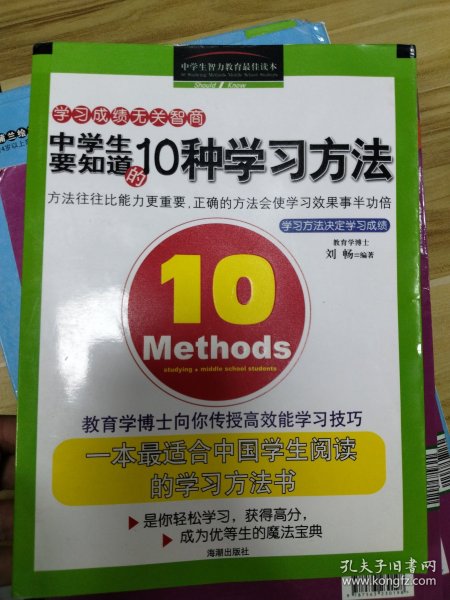 中学生智力教育最佳读本
10 Studying Methods Middle School Students
Should I Know
学习成绩无关智商
中学生
要知道的10种学习方法
方法往往比能力更重要,正确的方法会使学习效果事半功倍
学习方法决定学习成绩
教育学博士
刘 畅=编著
10
Methods
studying • middle school students
教育学博士向你传授高效能学习技巧
一本最适合中国学生阅读
的学习方法书
是你轻松学习,获得高分,
成为优等生的魔法宝典
海潮出版社
孔夫子旧书网
www.kongfz.com